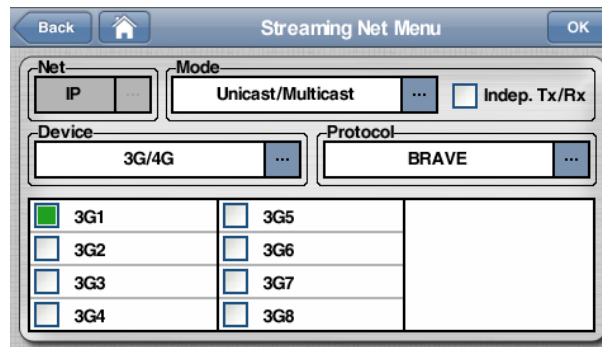 Back Streaming Net Menu OK
Net Mode
IP ... Unicast/Multicast ... Indep. Tx/Rx
Device Protocol
3G/4G ... BRAVE ...
3G1 3G5
3G2 3G6
3G3 3G7
3G4 3G8